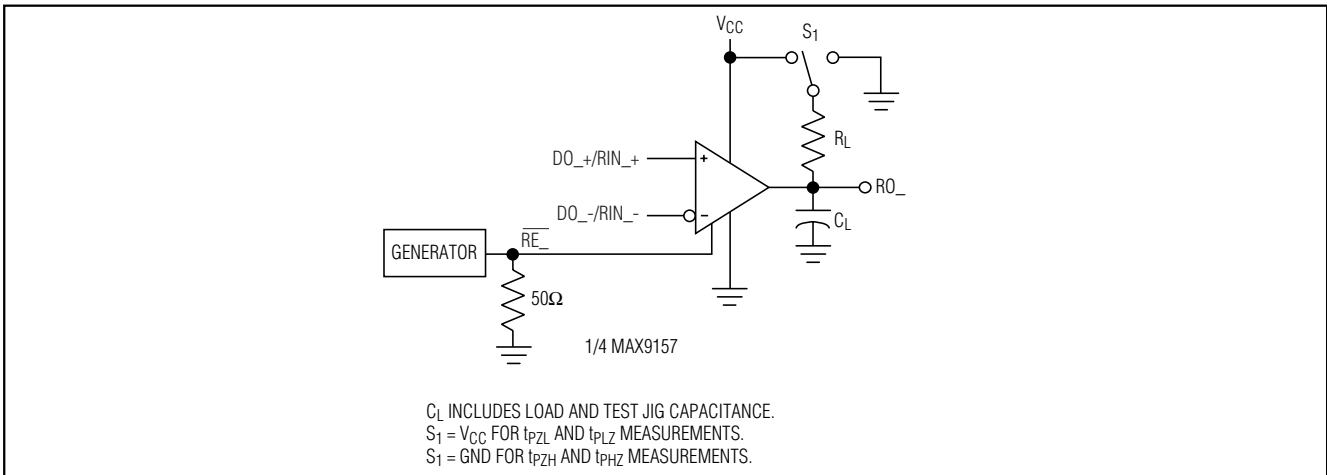 VCC
S1
RL
DO_+/RIN_+
+
RO_
DO_-/RIN_-
-
CL
GENERATOR
R̅E̅_̅
50Ω
1/4 MAX9157
CL INCLUDES LOAD AND TEST JIG CAPACITANCE.
S1 = VCC FOR tPZL AND tPLZ MEASUREMENTS.
S1 = GND FOR tPZH AND tPHZ MEASUREMENTS.